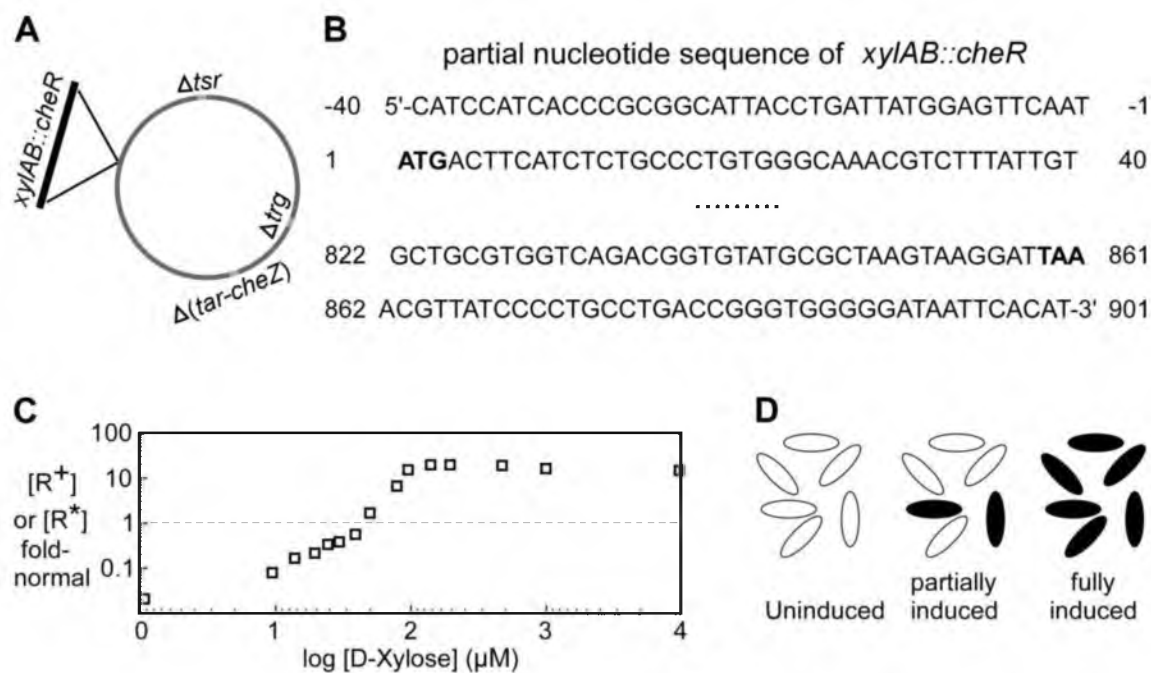 A
xylAB::cheR
Δtsr
Δtrg
Δ(tar-cheZ)
B
partial nucleotide sequence of xylAB::cheR
-40 5'-CATCCATCACCCGCGGCATTACCTGATTATGGAGTTCAAT -1
1 ATGACTTCATCTCTGCCCTGTGGGCAAACGTCTTTATTGT 40
.........
822 GCTGCGTGGTCAGACGGTGTATGCGCTAAGTAAGGATTAA 861
862 ACGTTATCCCCTGCCTGACCGGGTGGGGGATAATTCACAT-3' 901
C
[R+]
or [R*]
fold-
normal
100
10
1
0.1
0 1 2 3 4
log [D-Xylose] (µM)
D
Uninduced
partially
induced
fully
induced